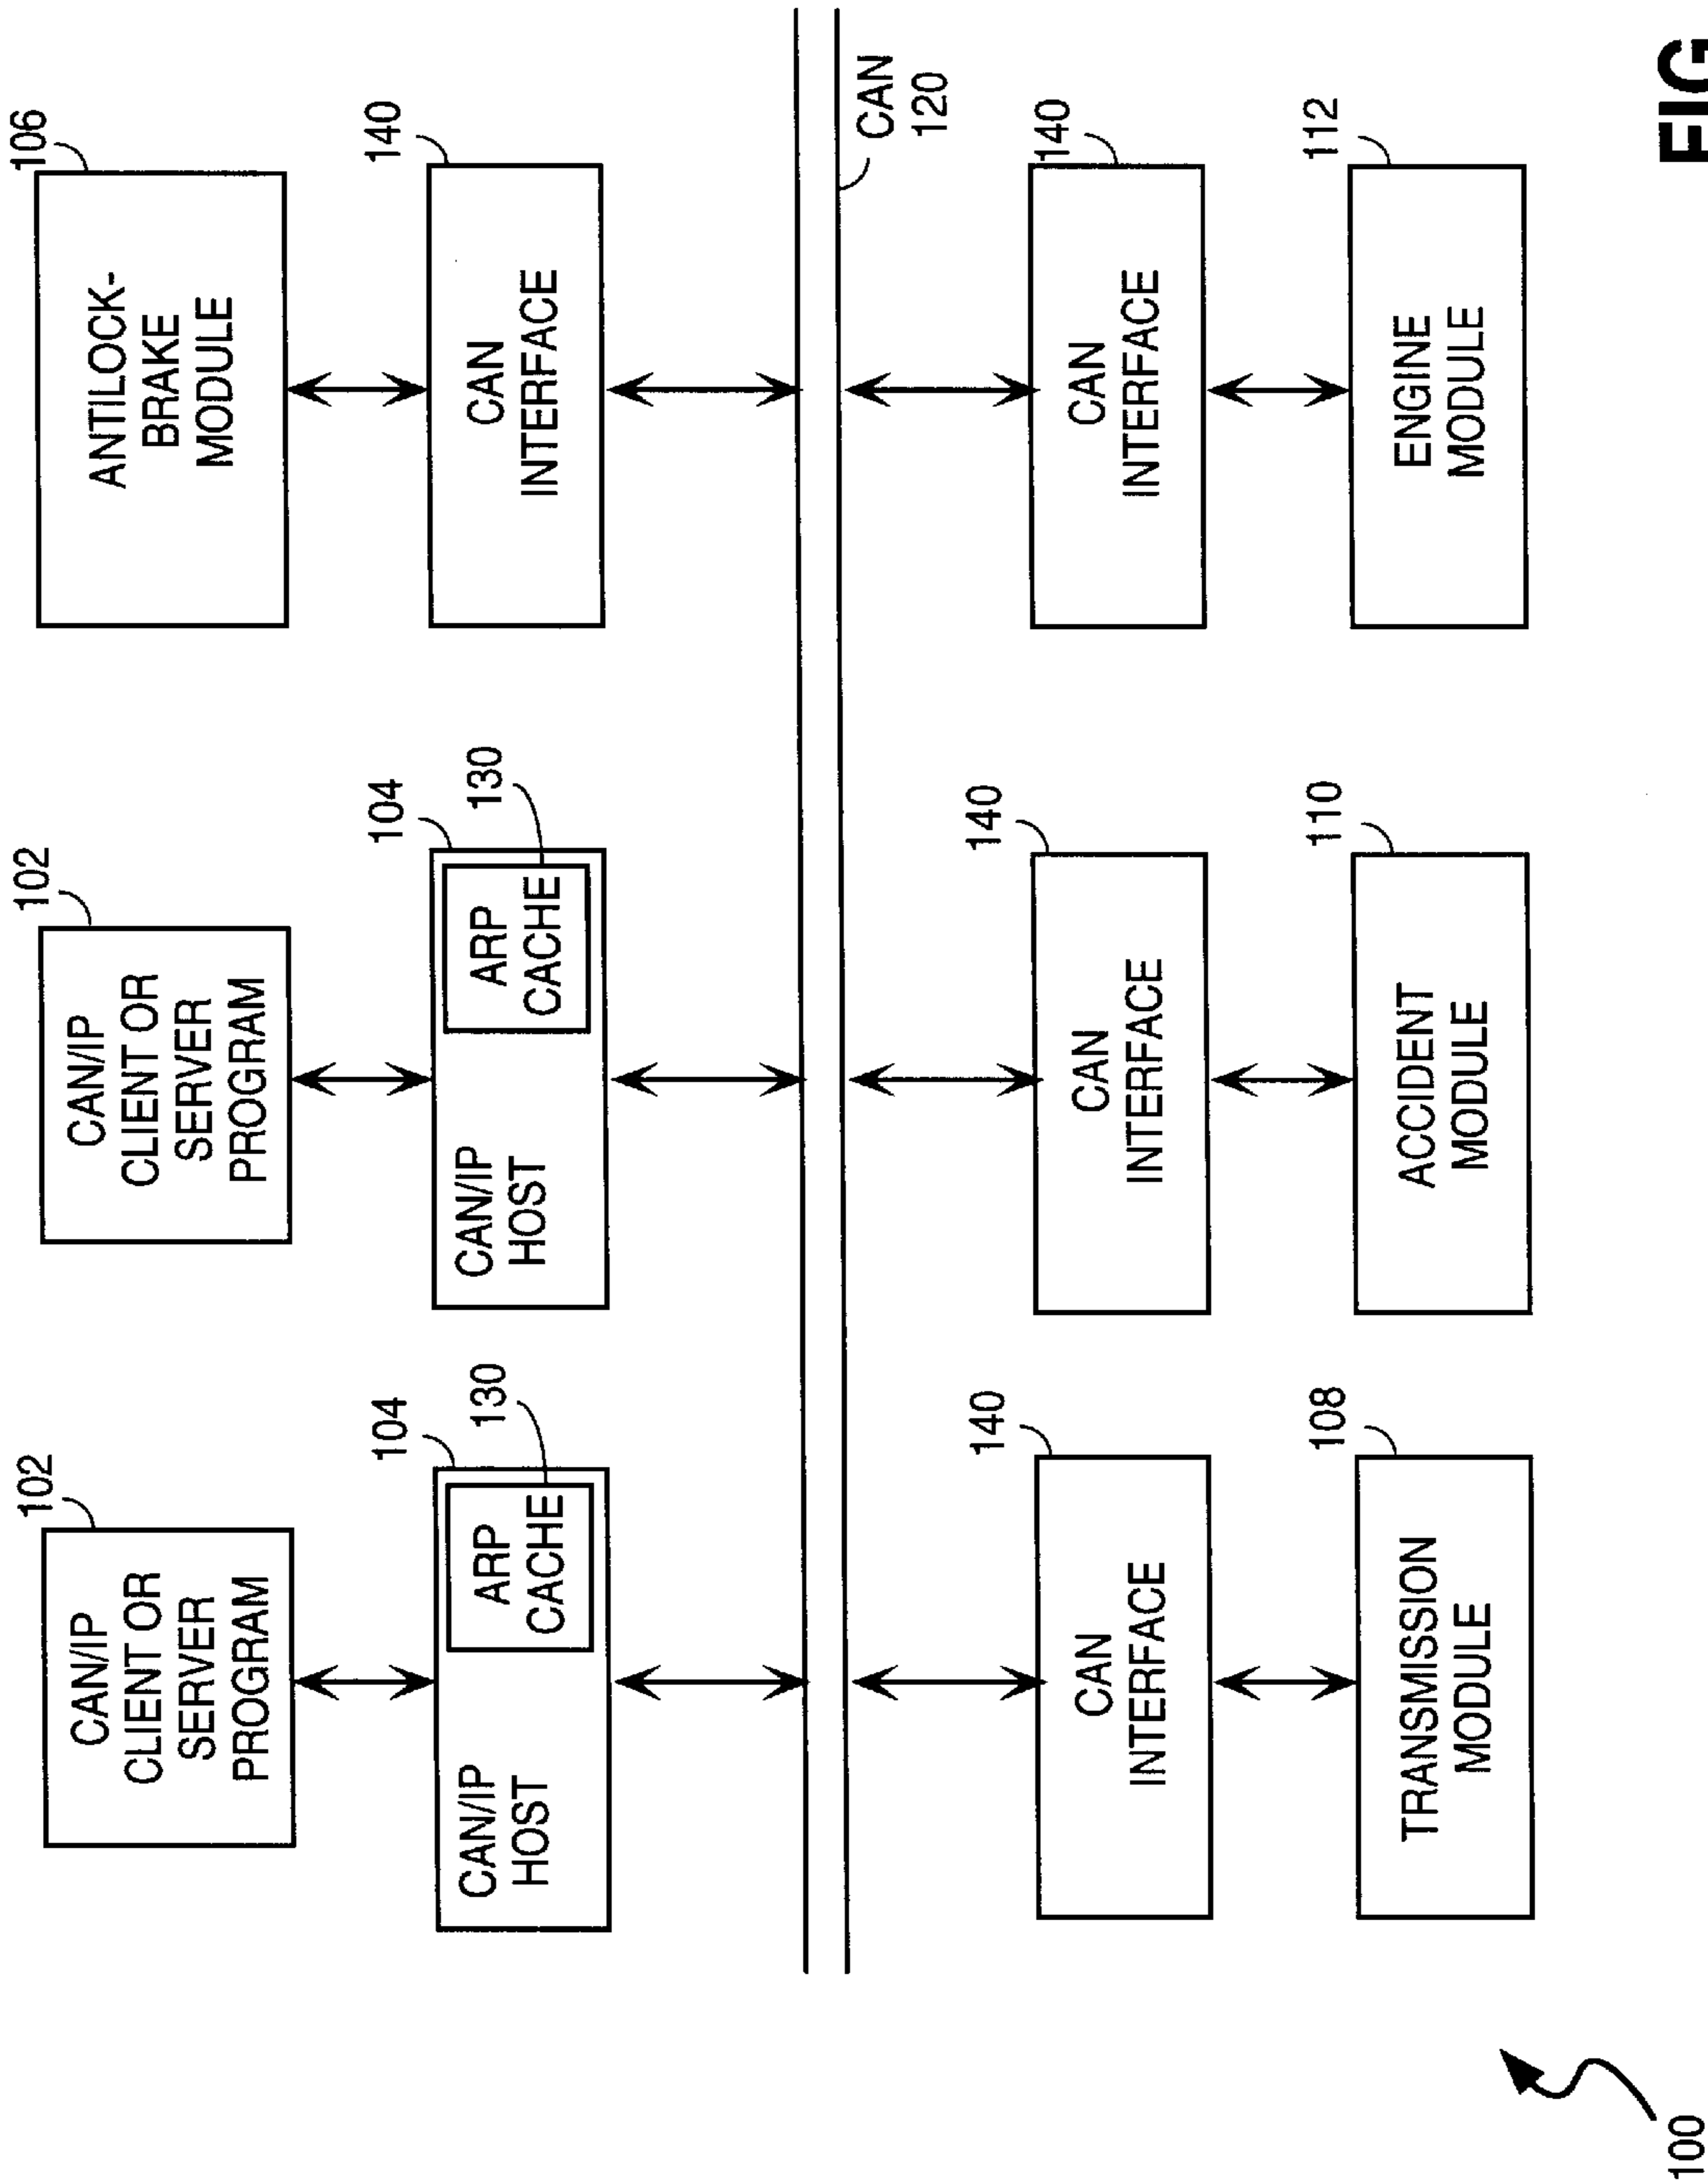 102
CAN/IP
CLIENT OR
SERVER
PROGRAM
102
CAN/IP
CLIENT OR
SERVER
PROGRAM
106
ANTILOCK-
BRAKE
MODULE
104
130
CAN/IP
HOST
ARP
CACHE
104
130
CAN/IP
HOST
ARP
CACHE
140
CAN
INTERFACE
CAN
120
140
CAN
INTERFACE
140
CAN
INTERFACE
140
CAN
INTERFACE
108
TRANSMISSION
MODULE
110
ACCIDENT
MODULE
112
ENGINE
MODULE
100